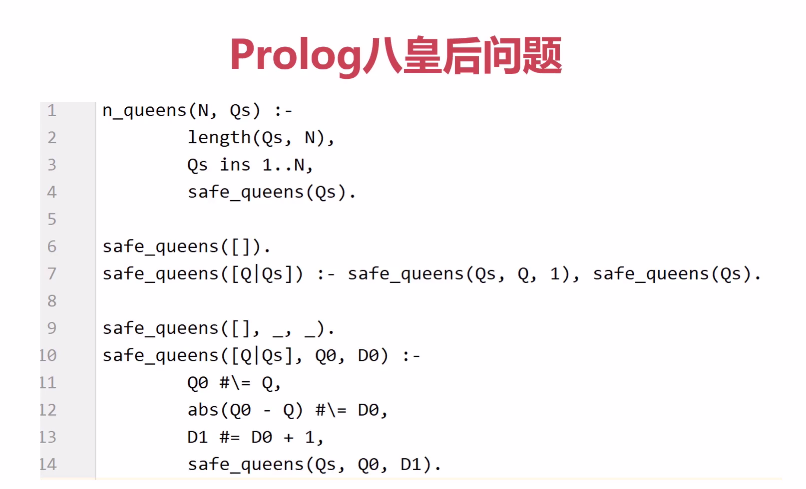 Prolog八皇后问题
1 n_queens(N, Qs) :-
2 length(Qs, N),
3 Qs ins 1..N,
4 safe_queens(Qs).
5
6 safe_queens([]).
7 safe_queens([Q|Qs]) :- safe_queens(Qs, Q, 1), safe_queens(Qs).
8
9 safe_queens([], _, _).
10 safe_queens([Q|Qs], Q0, D0) :-
11 Q0 #\= Q,
12 abs(Q0 - Q) #\= D0,
13 D1 #= D0 + 1,
14 safe_queens(Qs, Q0, D1).